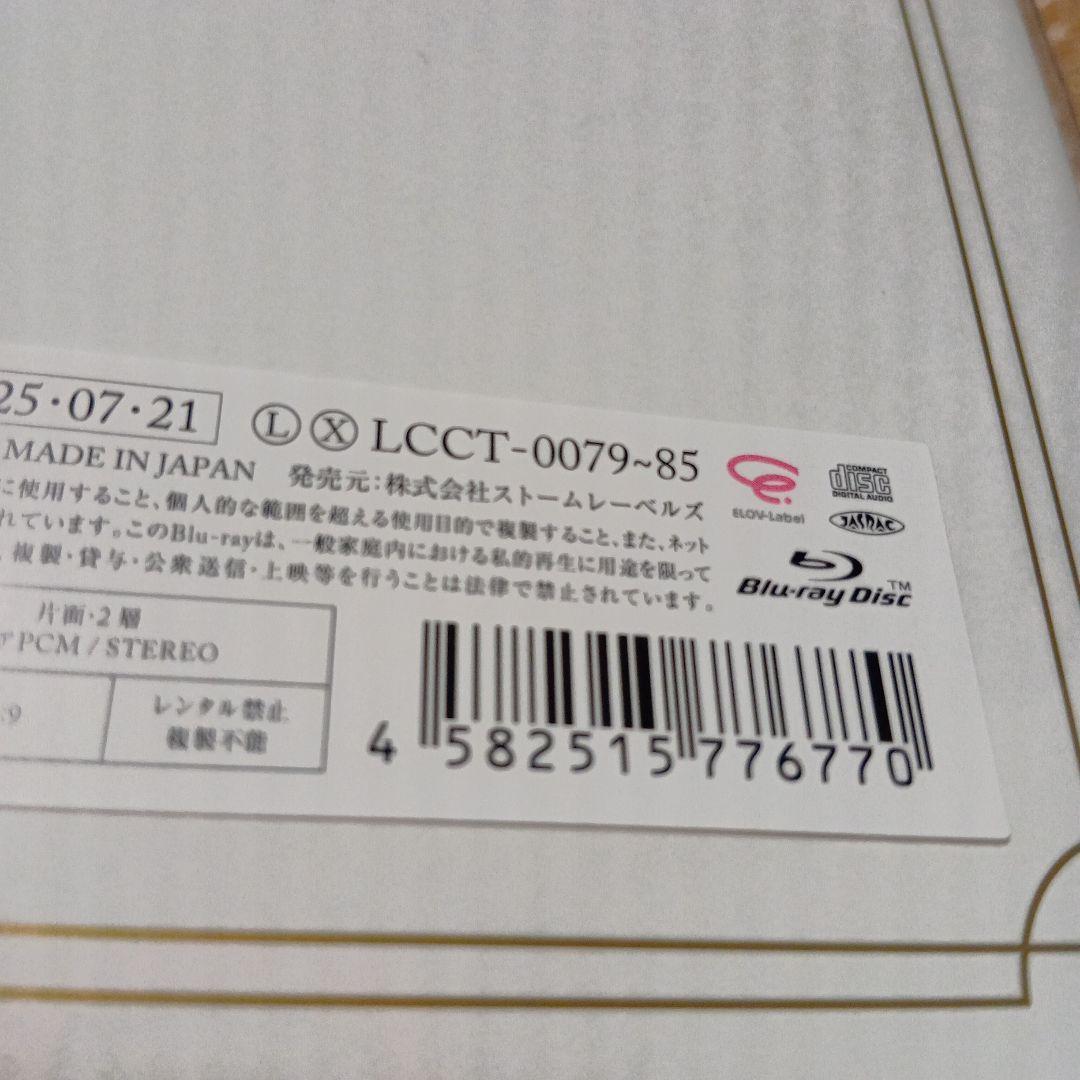 25・07・21
Ⓛ Ⓧ LCCT-0079~85
MADE IN JAPAN 発売元:株式会社ストームレーベルズ
に使用すること、個人的な範囲を超える使用目的で複製すること、また、ネット
れています。このBlu-rayは、一般家庭内における私的再生に用途を限って
複製・貸与・公衆送信・上映等を行うことは法律で禁止されています。
ELOV-Label
COMPACT
disc
DIGITAL AUDIO
JASRAC
Blu-ray Disc™
片面・2層
アPCM / STEREO
:9
レンタル禁止
複製不能
4 582515 776770